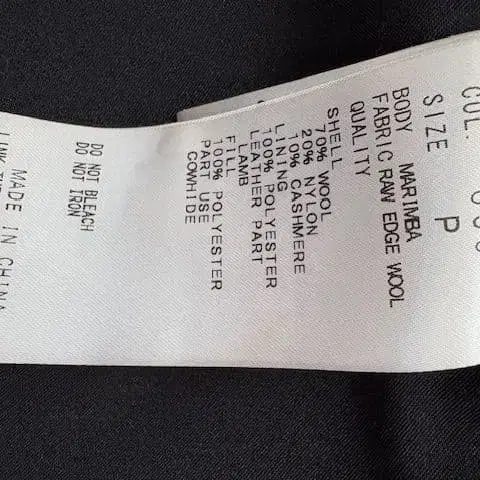 COL.
SIZE P
BODY MARIMBA
FABRIC RAW EDGE WOOL
QUALITY
SHELL
70% WOOL
20% NYLON
10% CASHMERE
LINING
100% POLYESTER
LEATHER PART
LAMB
FILL
100% POLYESTER
PART USE
COWHIDE
DO NOT BLEACH
DO NOT IRON
MADE IN CHINA